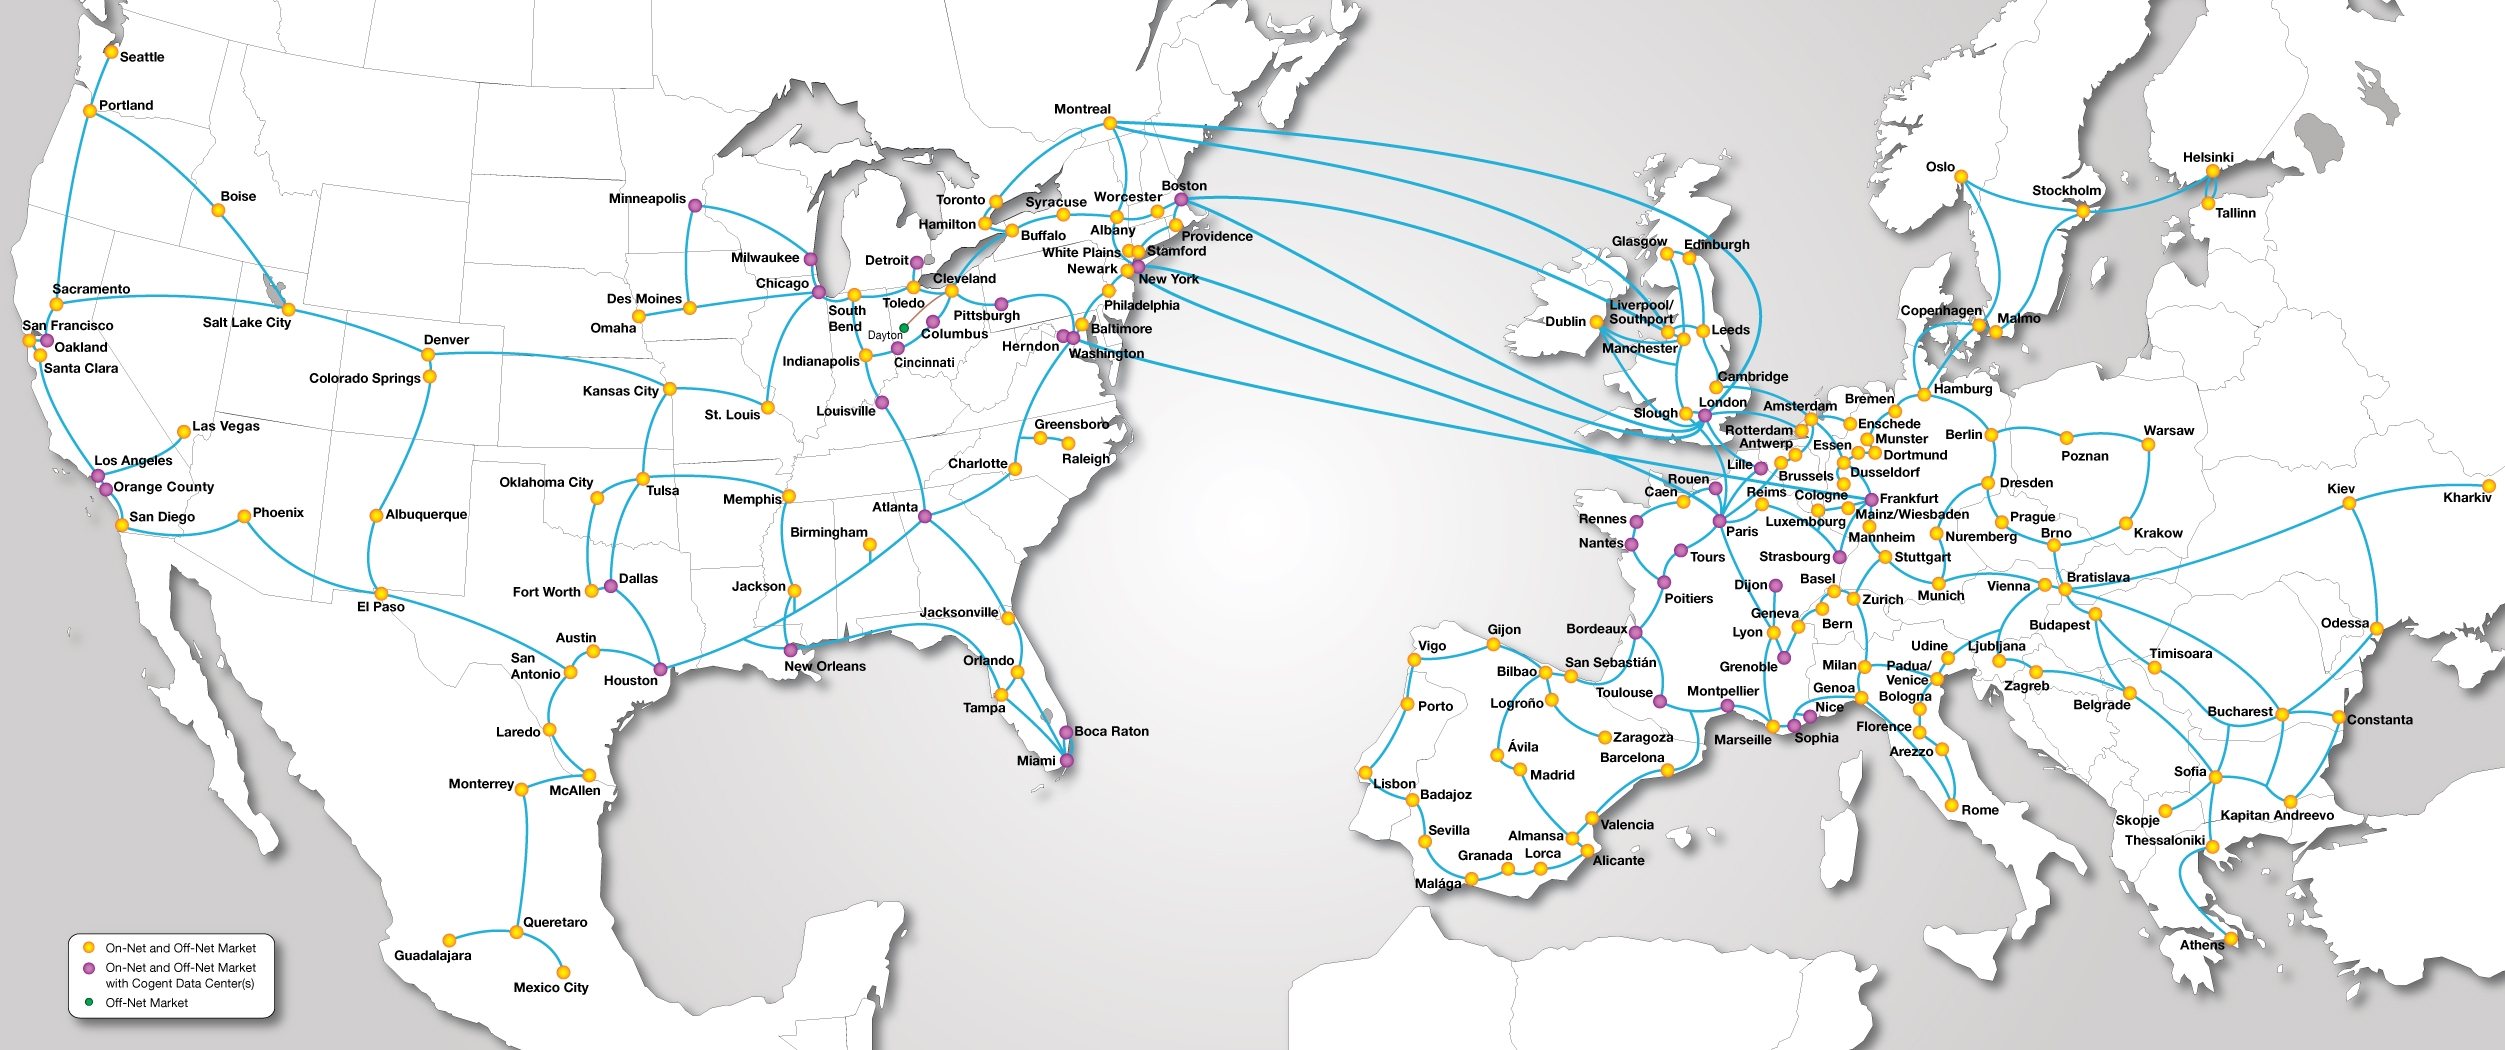 Seattle
Portland
Boise
Sacramento
San Francisco
Oakland
Santa Clara
Salt Lake City
Las Vegas
Los Angeles
Orange County
San Diego
Phoenix
Denver
Colorado Springs
Albuquerque
El Paso
Minneapolis
Milwaukee
Chicago
Des Moines
Omaha
Kansas City
St. Louis
Oklahoma City
Tulsa
Memphis
Birmingham
Jackson
Fort Worth
Dallas
Austin
San
Antonio
Houston
Laredo
McAllen
Monterrey
Queretaro
Guadalajara
Mexico City
New Orleans
Montreal
Toronto
Hamilton
Syracuse
Buffalo
Worcester
Boston
Albany
Providence
White Plains
Stamford
Newark
New York
Philadelphia
Detroit
Cleveland
Toledo
South
Bend
Dayton
Pittsburgh
Columbus
Indianapolis
Cincinnati
Baltimore
Herndon
Washington
Louisville
Greensboro
Raleigh
Charlotte
Atlanta
Jacksonville
Orlando
Tampa
Boca Raton
Miami
Glasgow
Edinburgh
Dublin
Liverpool/
Southport
Leeds
Manchester
Cambridge
Slough
London
Oslo
Stockholm
Helsinki
Tallinn
Copenhagen
Malmo
Hamburg
Bremen
Amsterdam
Enschede
Rotterdam
Antwerp
Munster
Essen
Dortmund
Dusseldorf
Brussels
Lille
Rouen
Caen
Reims
Cologne
Frankfurt
Luxembourg
Mainz/Wiesbaden
Mannheim
Strasbourg
Stuttgart
Berlin
Poznan
Warsaw
Dresden
Prague
Brno
Krakow
Nuremberg
Munich
Vienna
Bratislava
Kiev
Kharkiv
Odessa
Rennes
Nantes
Paris
Tours
Poitiers
Dijon
Basel
Zurich
Geneva
Bern
Lyon
Grenoble
Bordeaux
Toulouse
Montpellier
Marseille
Nice
Sophia
Milan
Genoa
Udine
Padua/
Venice
Bologna
Florence
Arezzo
Rome
Ljubljana
Zagreb
Belgrade
Budapest
Timisoara
Bucharest
Constanta
Sofia
Skopje
Kapitan Andreevo
Thessaloniki
Athens
Vigo
Gijon
Bilbao
San Sebastián
Logroño
Zaragoza
Barcelona
Porto
Ávila
Madrid
Lisbon
Badajoz
Sevilla
Valencia
Almansa
Alicante
Granada
Lorca
Malága
On-Net and Off-Net Market
On-Net and Off-Net Market
with Cogent Data Center(s)
Off-Net Market